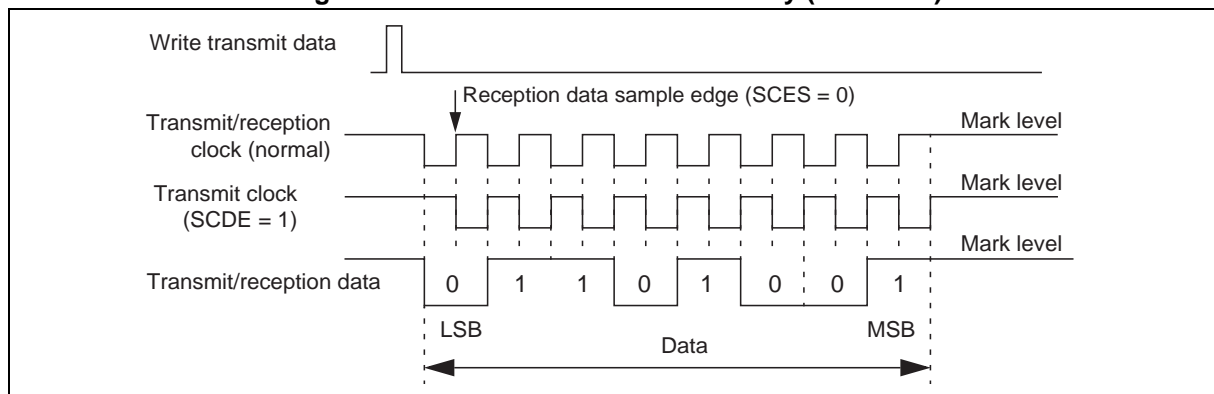 Write transmit data
Reception data sample edge (SCES = 0)
Transmit/reception
clock (normal)
Mark level
Transmit clock
(SCDE = 1)
Mark level
Mark level
Transmit/reception data
0 1 1 0 1 0 0 1
LSB
MSB
Data